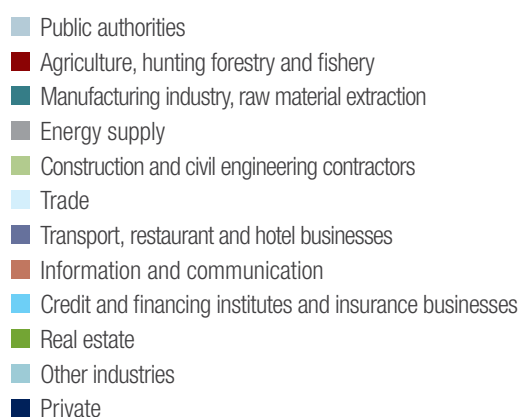 Public authorities
Agriculture, hunting forestry and fishery
Manufacturing industry, raw material extraction
Energy supply
Construction and civil engineering contractors
Trade
Transport, restaurant and hotel businesses
Information and communication
Credit and financing institutes and insurance businesses
Real estate
Other industries
Private